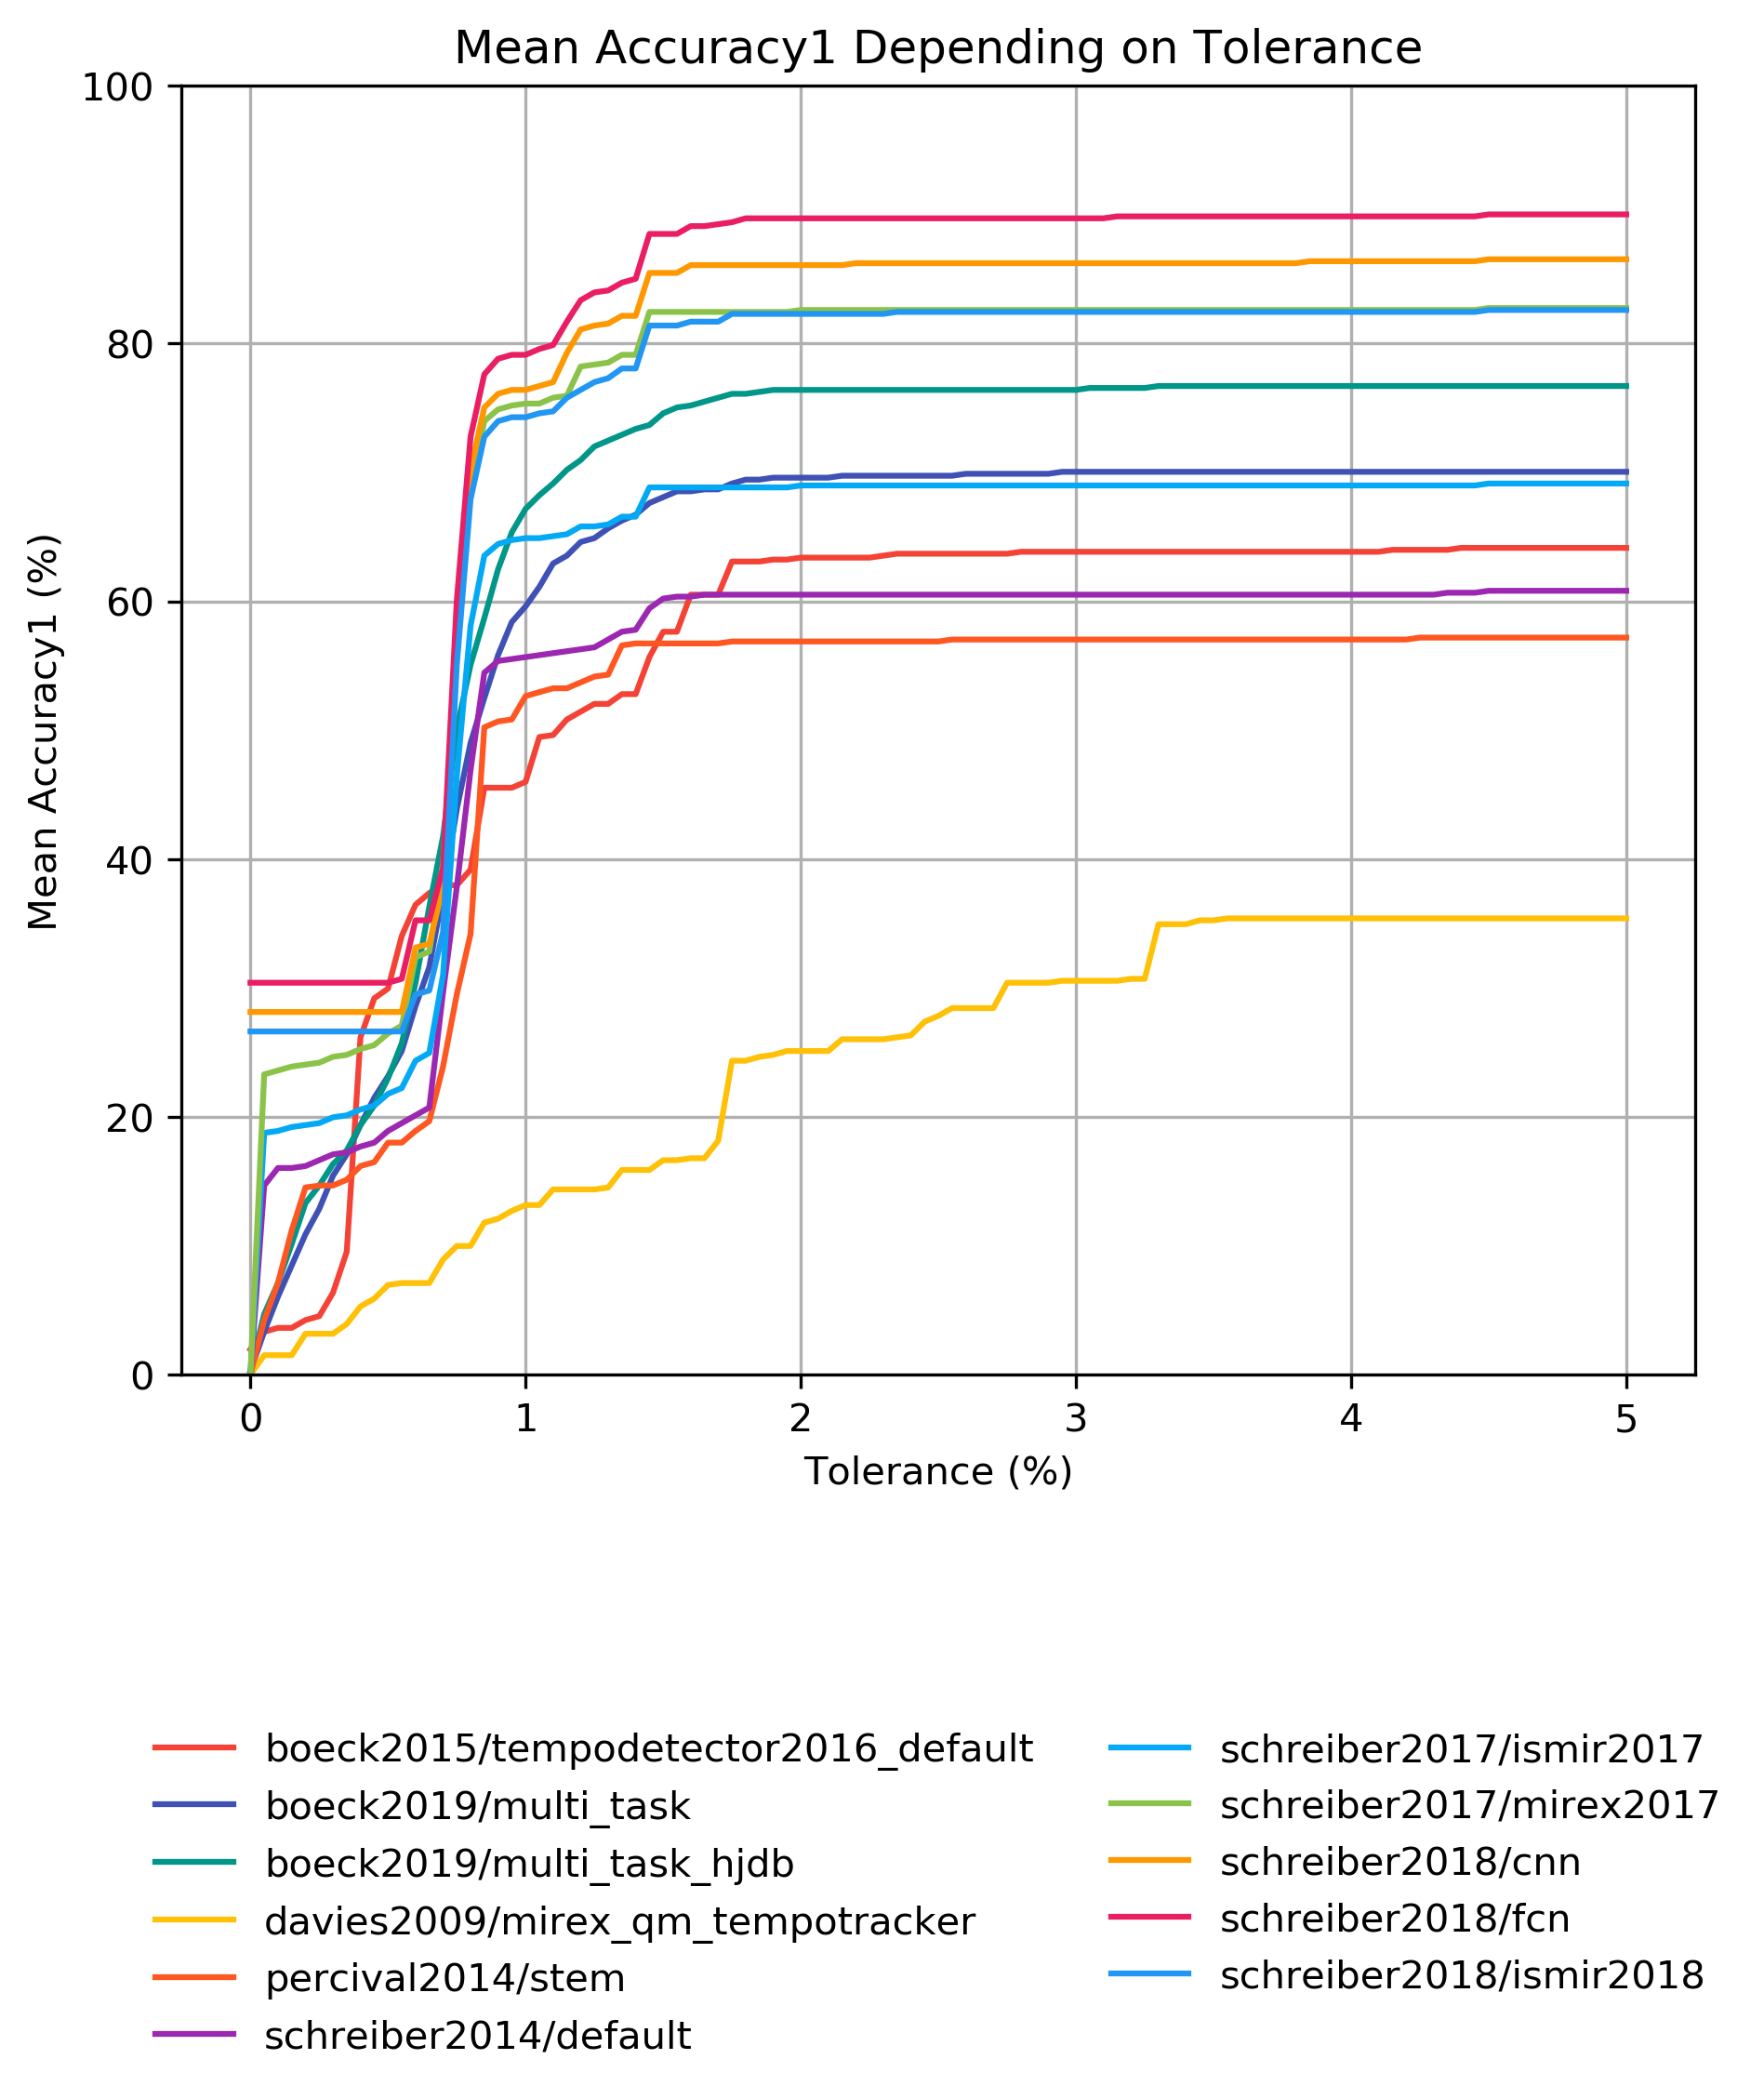 Mean Accuracy1 Depending on Tolerance
100
80
60
40
20
0
Mean Accuracy1 (%)
0 1 2 3 4 5
Tolerance (%)
boeck2015/tempodetector2016_default
boeck2019/multi_task
boeck2019/multi_task_hjdb
davies2009/mirex_qm_tempotracker
percival2014/stem
schreiber2014/default
schreiber2017/ismir2017
schreiber2017/mirex2017
schreiber2018/cnn
schreiber2018/fcn
schreiber2018/ismir2018